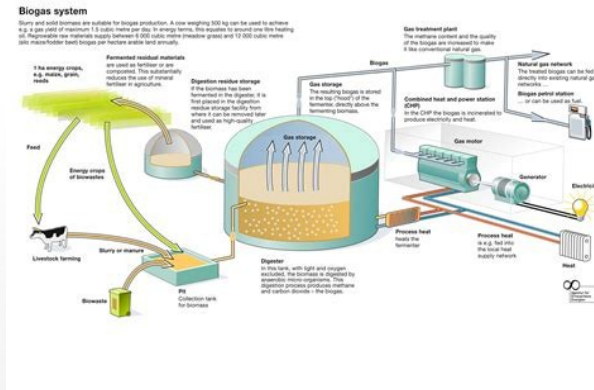 Biogas system
Slurry and solid biomass are suitable for biogas production. A cow weighing 500 kg can be used to achieve
e.g. a gas yield of maximum 1.5 cubic metre per day. In energy terms, this equates to around one litre heating
oil. Regrowable raw materials supply between 6 000 cubic metre (meadow grass) and 12 000 cubic metre
(silo maize/fodder beet) biogas per hectare arable land annually.
1 ha energy crops,
e.g. maize, grain,
reeds
Fermented residual materials
are used as fertiliser or are
composted. This substantially
reduces the use of mineral
fertiliser in agriculture.
Digestion residue storage
If the biomass has been
fermented in the digester, it is
first placed in the digestion
residue storage facility from
where it can be removed later
and used as high-quality
fertiliser.
Gas storage
The resulting biogas is stored
in the top ("hood") of the
fermenter, directly above the
fermenting biomass.
Biogas
Gas treatment plant
The methane content and the quality
of the biogas are increased to make
it like conventional natural gas.
Natural gas network
The treated biogas can be fed
directly into existing natural ga
networks ...
Biogas petrol station
... or can be used as fuel.
Combined heat and power station
(CHP)
In the CHP the biogas is incinerated to
produce electricity and heat.
Gas storage
Gas motor
Generator
Electrici
Feed
Energy crops
of biowastes
Livestock farming
Slurry or manure
Biowaste
Pit
Collection tank
for biomass
Digester
In this tank, with light and oxygen
excluded, the biomass is digested by
anaerobic micro-organisms. This
digestion process produces methane
and carbon dioxide – the biogas.
Process heat
heats the
fermenter
Process heat
is e.g. fed into
the local heat
supply network
Heat